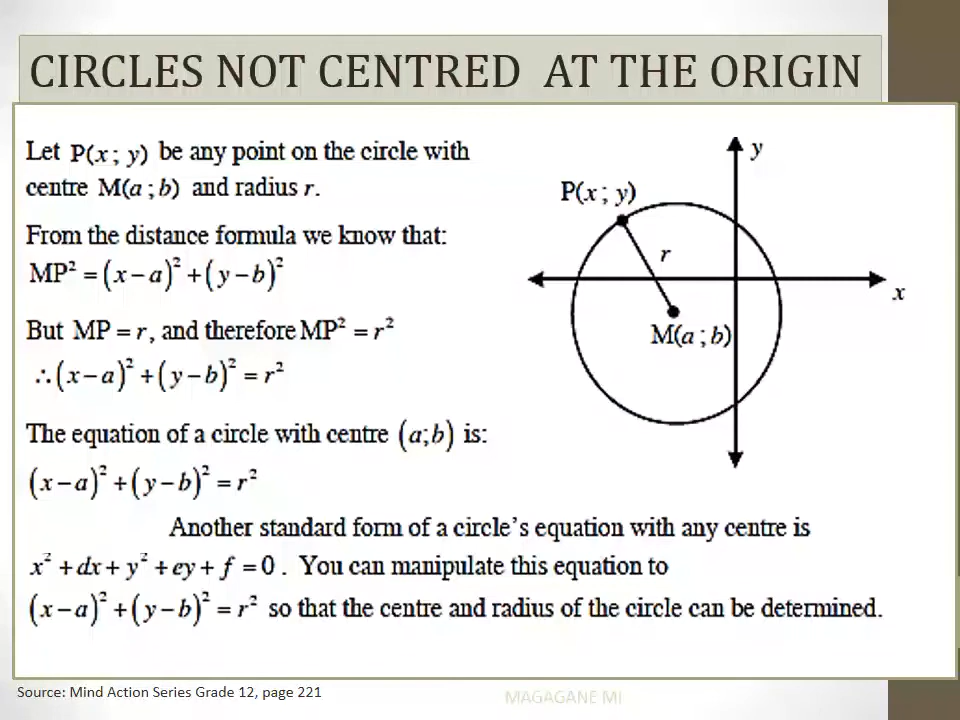 CIRCLES NOT CENTRED AT THE ORIGIN
Let P(x ; y) be any point on the circle with
centre M(a ; b) and radius r.
From the distance formula we know that:
MP² = (x − a)² + (y − b)²
But MP = r, and therefore MP² = r²
∴ (x − a)² + (y − b)² = r²
The equation of a circle with centre (a;b) is:
(x − a)² + (y − b)² = r²
Another standard form of a circle's equation with any centre is
x² + dx + y² + ey + f = 0 . You can manipulate this equation to
(x − a)² + (y − b)² = r² so that the centre and radius of the circle can be determined.
y
P(x ; y)
r
x
M(a ; b)
Source: Mind Action Series Grade 12, page 221
MAGAGANE MI